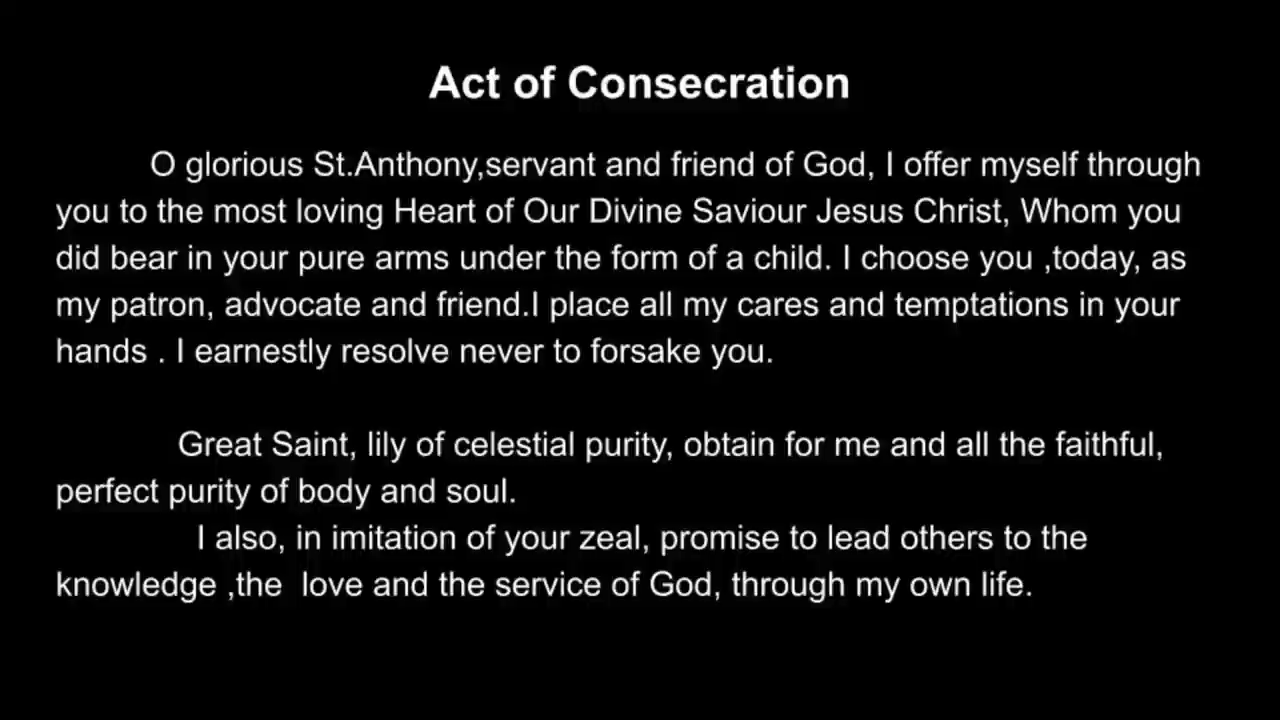 Act of Consecration
O glorious St.Anthony,servant and friend of God, I offer myself through
you to the most loving Heart of Our Divine Saviour Jesus Christ, Whom you
did bear in your pure arms under the form of a child. I choose you ,today, as
my patron, advocate and friend.I place all my cares and temptations in your
hands . I earnestly resolve never to forsake you.
Great Saint, lily of celestial purity, obtain for me and all the faithful,
perfect purity of body and soul.
I also, in imitation of your zeal, promise to lead others to the
knowledge ,the  love and the service of God, through my own life.